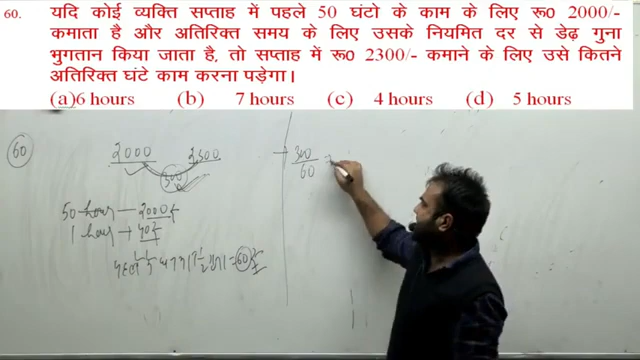 60. यदि कोई व्यक्ति सप्ताह में पहले 50 घंटो के काम के लिए रू0 2000/-
कमाता है और अतिरिक्त समय के लिए उसके नियमित दर से डेढ़ गुना
भुगतान किया जाता है, तो सप्ताह में रू0 2300/- कमाने के लिए उसे कितने
अतिरिक्त घंटे काम करना पड़ेगा।
(a)6 hours (b) 7 hours (c) 4 hours (d) 5 hours
60
2000 2300
300
50 hour — 2000₹
1 hour → 40₹
= 60₹
300
60 =